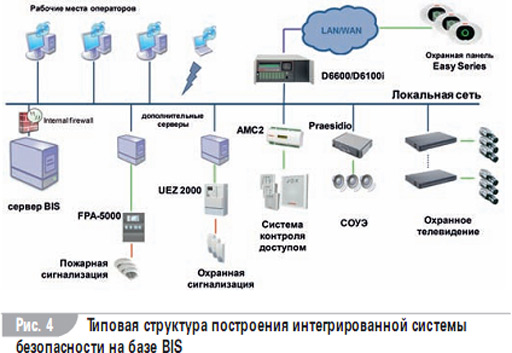 Рабочие места операторов
LAN/WAN
Охранная панель
Easy Series
D6600/D6100i
Локальная сеть
Internal firewall
дополнительные
серверы
AMC2
Praesidio
сервер BIS
FPA-5000
UEZ 2000
Система
контроля
доступом
СОУЭ
Охранное
телевидение
Пожарная
сигнализация
Охранная
сигнализация
Рис. 4 Типовая структура построения интегрированной системы
безопасности на базе BIS